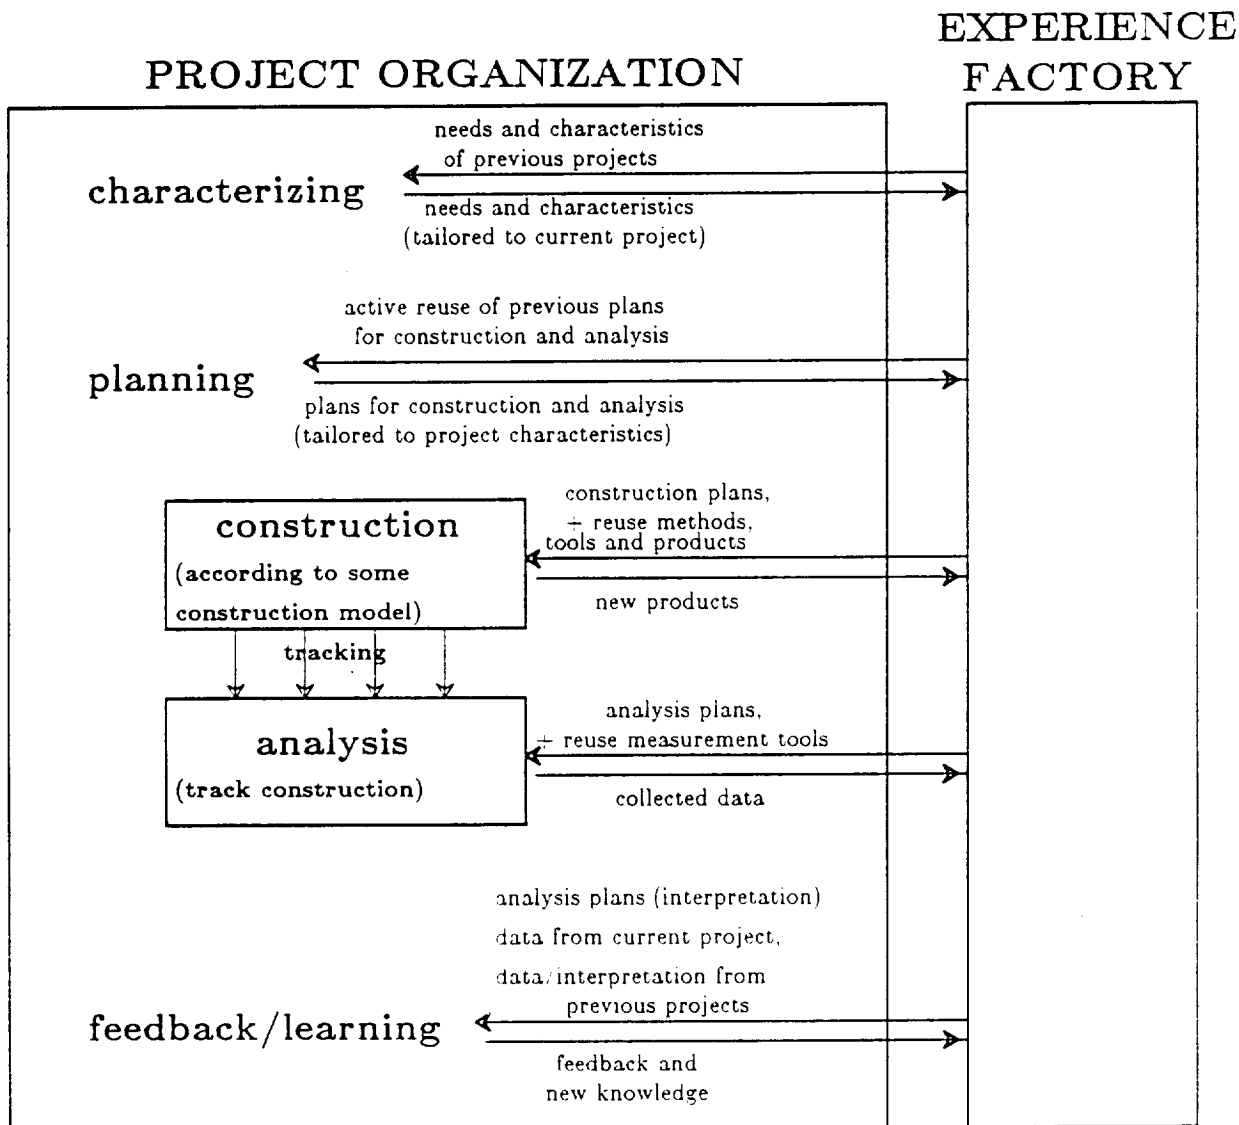 EXPERIENCE
FACTORY
PROJECT ORGANIZATION
needs and characteristics
of previous projects
characterizing
needs and characteristics
(tailored to current project)
active reuse of previous plans
for construction and analysis
planning
plans for construction and analysis
(tailored to project characteristics)
construction plans,
+ reuse methods,
tools and products
construction
(according to some
construction model)
new products
tracking
analysis plans,
+ reuse measurement tools
analysis
(track construction)
collected data
analysis plans (interpretation)
data from current project,
data/interpretation from
previous projects
feedback/learning
feedback and
new knowledge